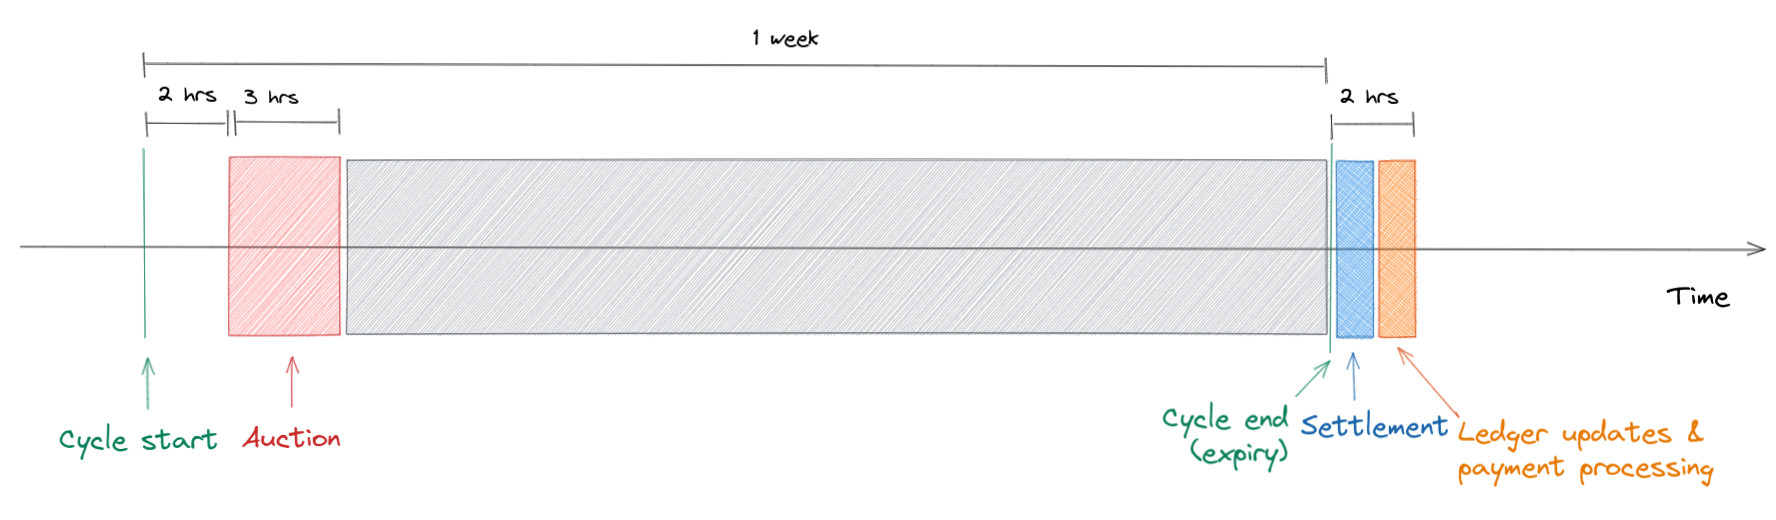 1 week
2 hrs
3 hrs
2 hrs
Time
Cycle start
Auction
Cycle end
(expiry)
Settlement
Ledger updates &
payment processing